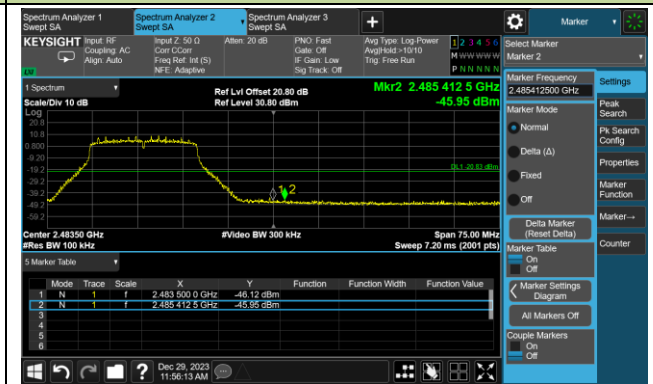 Spectrum Analyzer 1
Swept SA
Spectrum Analyzer 2
Swept SA
Spectrum Analyzer 3
Swept SA
+
Marker
KEYSIGHT
Input: RF
Coupling: AC
Align: Auto
Input Z: 50 Ω
Corr CCorr
Freq Ref: Int (S)
NFE: Adaptive
Atten: 20 dB
PNO: Fast
Gate: Off
IF Gain: Low
Sig Track: Off
Avg Type: Log-Power
Avg|Hold:>10/10
Trig: Free Run
1 2 3 4 5 6
M W W W W W
P N N N N N
Select Marker
Marker 2
1 Spectrum
Scale/Div 10 dB
Log
Ref Lvl Offset 20.80 dB
Ref Level 30.80 dBm
Mkr2 2.485 412 5 GHz
-45.95 dBm
20.8
10.8
0.800
-9.20
-19.2
-29.2
-39.2
-49.2
-59.2
DL1 -20.83 dBm
1
2
Center 2.48350 GHz
#Res BW 100 kHz
#Video BW 300 kHz
Span 75.00 MHz
Sweep 7.20 ms (2001 pts)
5 Marker Table
Mode Trace Scale X Y Function Function Width Function Value
1 N 1 f 2.483 500 0 GHz -46.12 dBm
2 N 1 f 2.485 412 5 GHz -45.95 dBm
3
4
5
6
Marker Frequency
2.485412500 GHz
Marker Mode
Normal
Delta (Δ)
Fixed
Off
Delta Marker
(Reset Delta)
Marker Table
On
Off
Marker Settings
Diagram
All Markers Off
Couple Markers
On
Off
Settings
Peak
Search
Pk Search
Config
Properties
Marker
Function
Marker→
Counter
?
Dec 29, 2023
11:56:13 AM